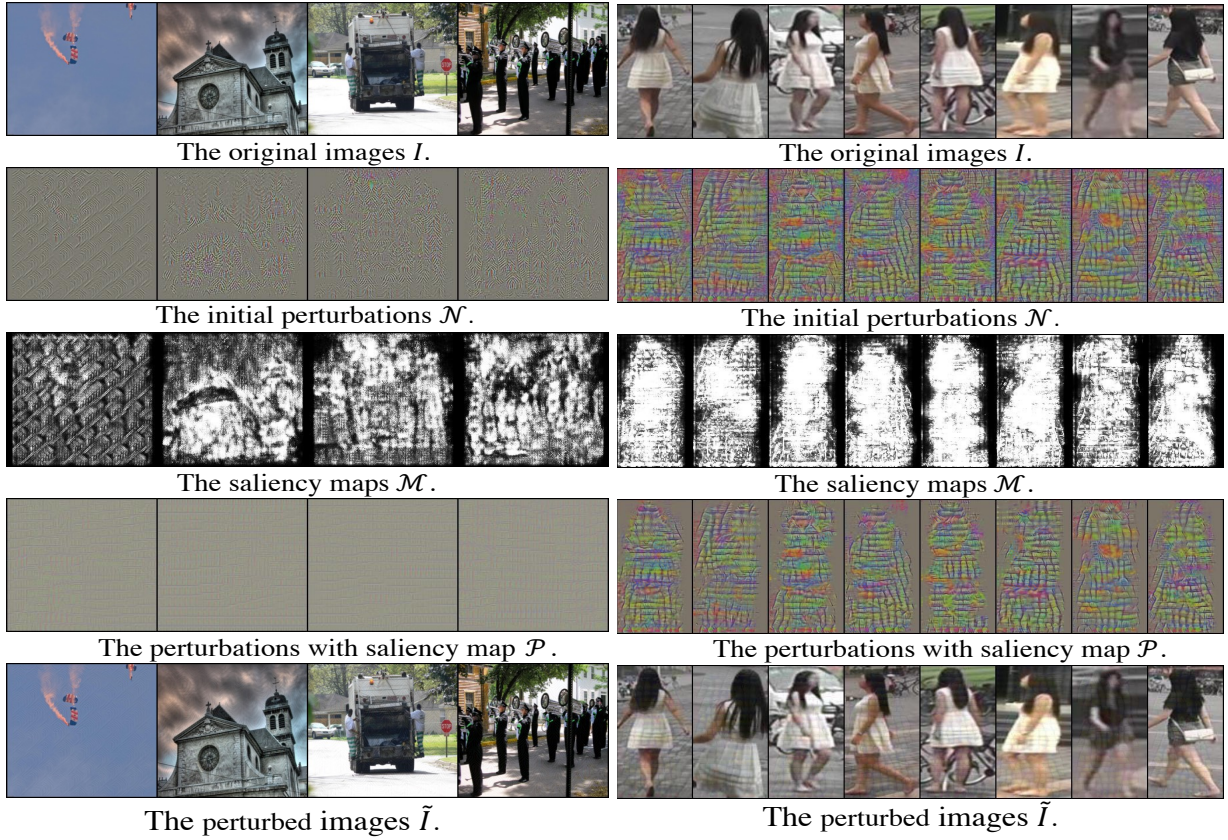 The original images I.
The initial perturbations 𝒩.
The saliency maps ℳ.
The perturbations with saliency map 𝒫.
The perturbed images Ĩ.
The original images I.
The initial perturbations 𝒩.
The saliency maps ℳ.
The perturbations with saliency map 𝒫.
The perturbed images Ĩ.